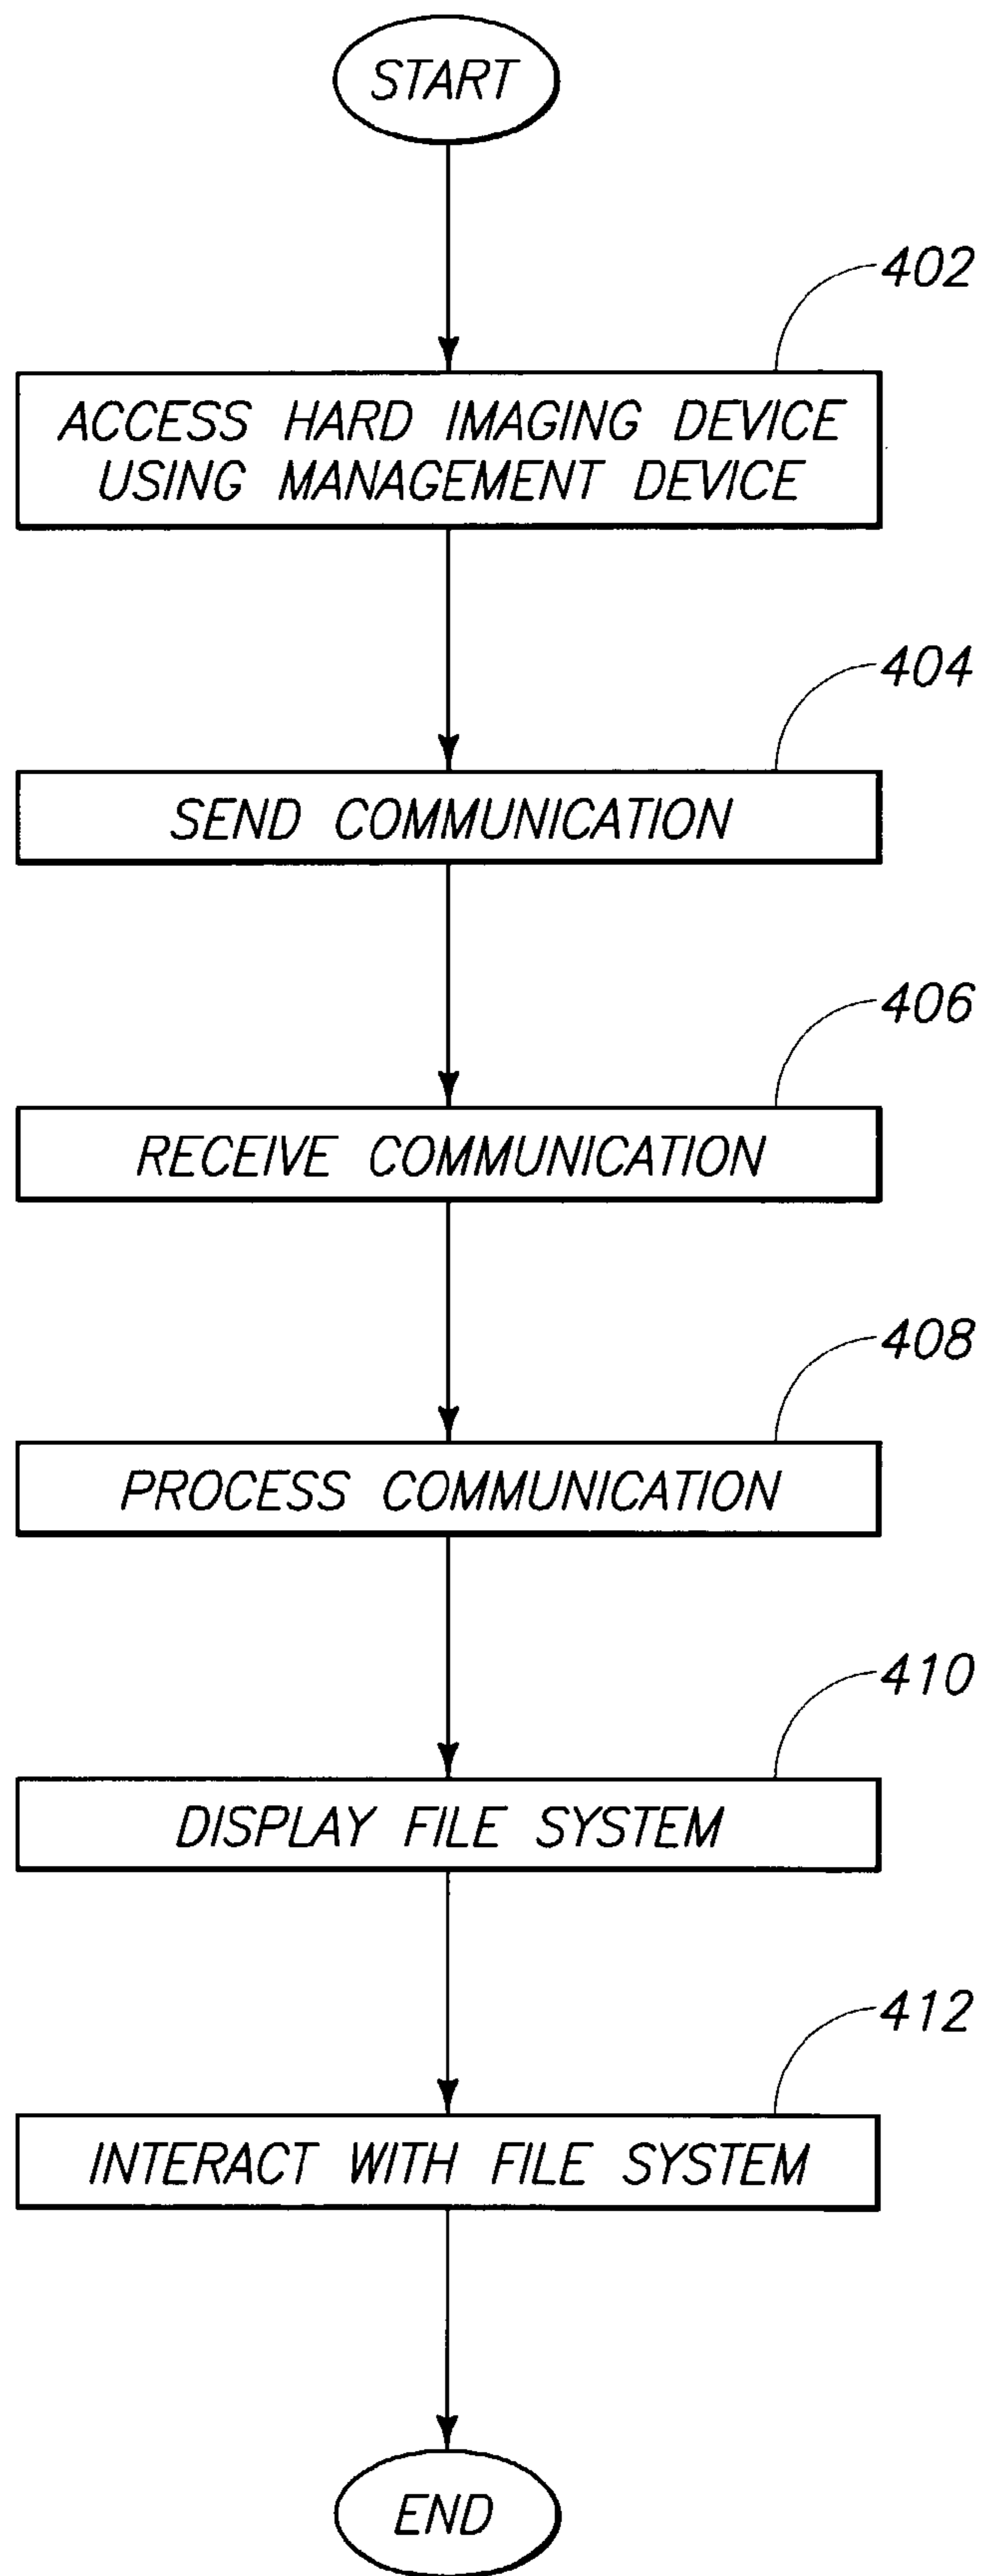 START
402
ACCESS HARD IMAGING DEVICE
USING MANAGEMENT DEVICE
404
SEND COMMUNICATION
406
RECEIVE COMMUNICATION
408
PROCESS COMMUNICATION
410
DISPLAY FILE SYSTEM
412
INTERACT WITH FILE SYSTEM
END